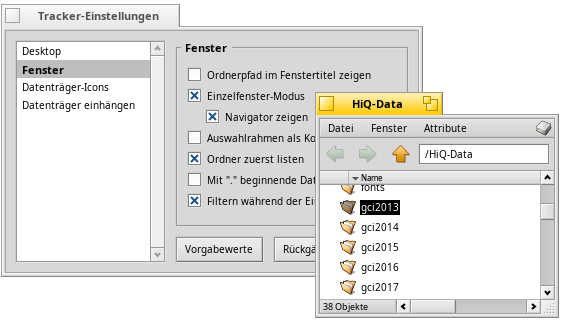 Tracker-Einstellungen
Desktop
Fenster
Datenträger-Icons
Datenträger einhängen
Fenster
Ordnerpfad im Fenstertitel zeigen
Einzelfenster-Modus
Navigator zeigen
Auswahlrahmen als Ko
Ordner zuerst listen
Mit "." beginnende Dat
Filtern während der Ei
Vorgabewerte
Rückgä
HiQ-Data
Datei Fenster Attribute
/HiQ-Data
Name
fonts
gci2013
gci2014
gci2015
gci2016
gci2017
38 Objekte